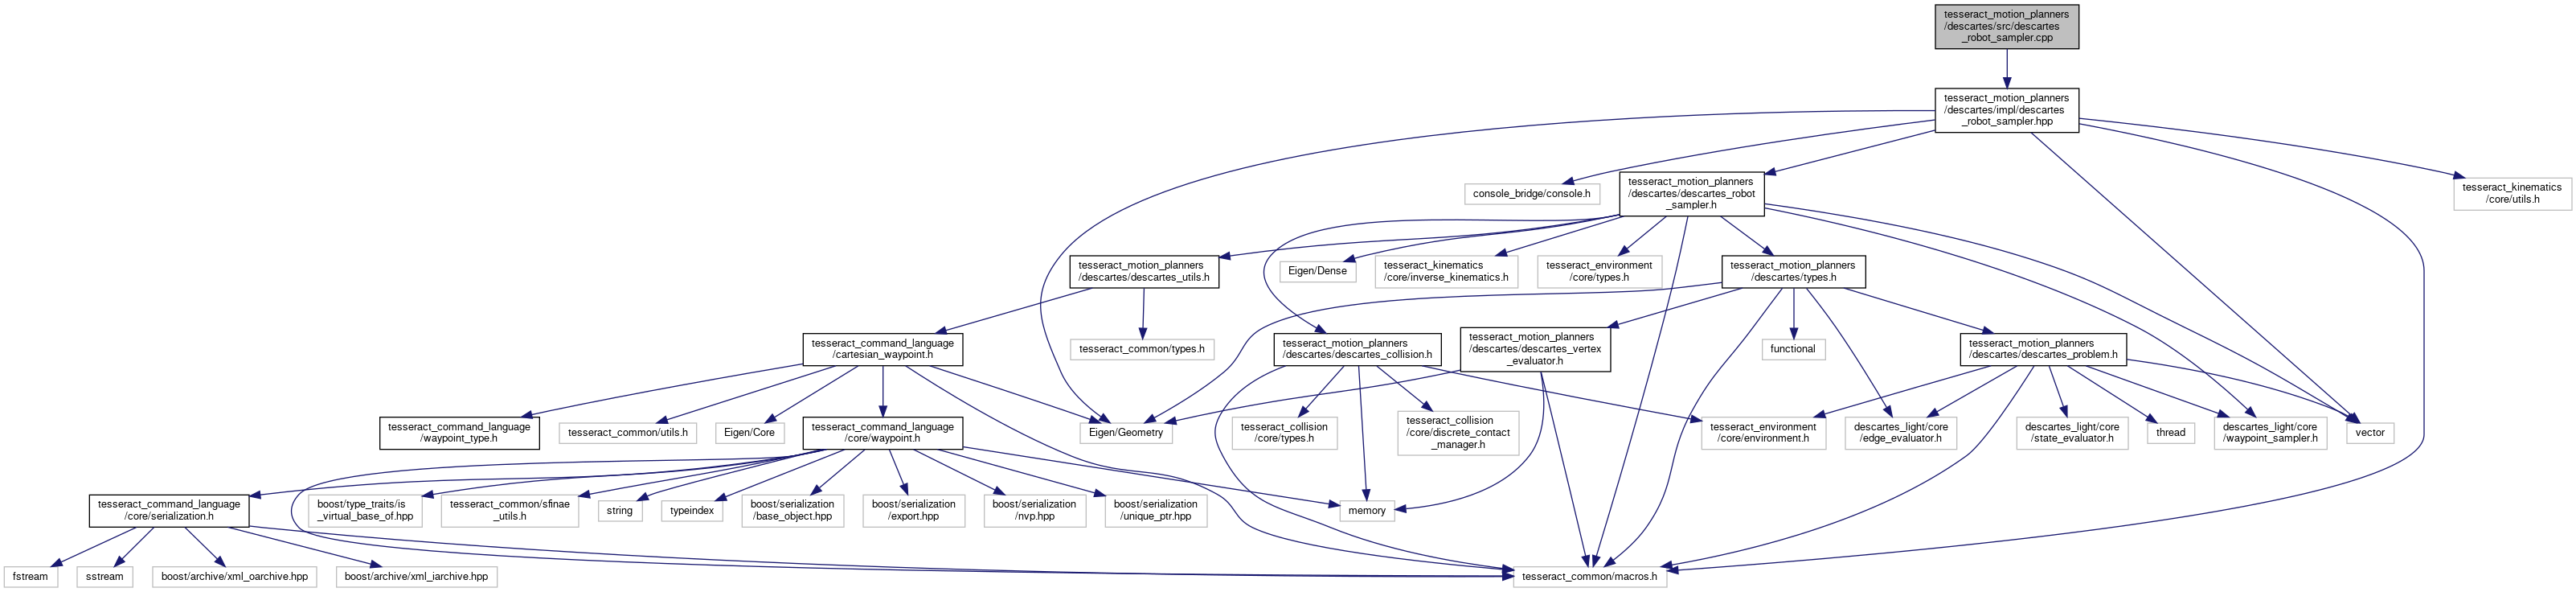 tesseract_motion_planners
/descartes/src/descartes
_robot_sampler.cpp
tesseract_motion_planners
/descartes/impl/descartes
_robot_sampler.hpp
console_bridge/console.h
tesseract_motion_planners
/descartes/descartes_robot
_sampler.h
tesseract_kinematics
/core/utils.h
tesseract_motion_planners
/descartes/descartes_utils.h
Eigen/Dense
tesseract_kinematics
/core/inverse_kinematics.h
tesseract_environment
/core/types.h
tesseract_motion_planners
/descartes/types.h
tesseract_command_language
/cartesian_waypoint.h
tesseract_common/types.h
tesseract_motion_planners
/descartes/descartes_collision.h
tesseract_motion_planners
/descartes/descartes_vertex
_evaluator.h
functional
tesseract_motion_planners
/descartes/descartes_problem.h
tesseract_command_language
/waypoint_type.h
tesseract_common/utils.h
Eigen/Core
tesseract_command_language
/core/waypoint.h
Eigen/Geometry
tesseract_collision
/core/types.h
tesseract_collision
/core/discrete_contact
_manager.h
tesseract_environment
/core/environment.h
descartes_light/core
/edge_evaluator.h
descartes_light/core
/state_evaluator.h
thread
descartes_light/core
/waypoint_sampler.h
vector
tesseract_command_language
/core/serialization.h
boost/type_traits/is
_virtual_base_of.hpp
tesseract_common/sfinae
_utils.h
string
typeindex
boost/serialization
/base_object.hpp
boost/serialization
/export.hpp
boost/serialization
/nvp.hpp
boost/serialization
/unique_ptr.hpp
memory
fstream
sstream
boost/archive/xml_oarchive.hpp
boost/archive/xml_iarchive.hpp
tesseract_common/macros.h